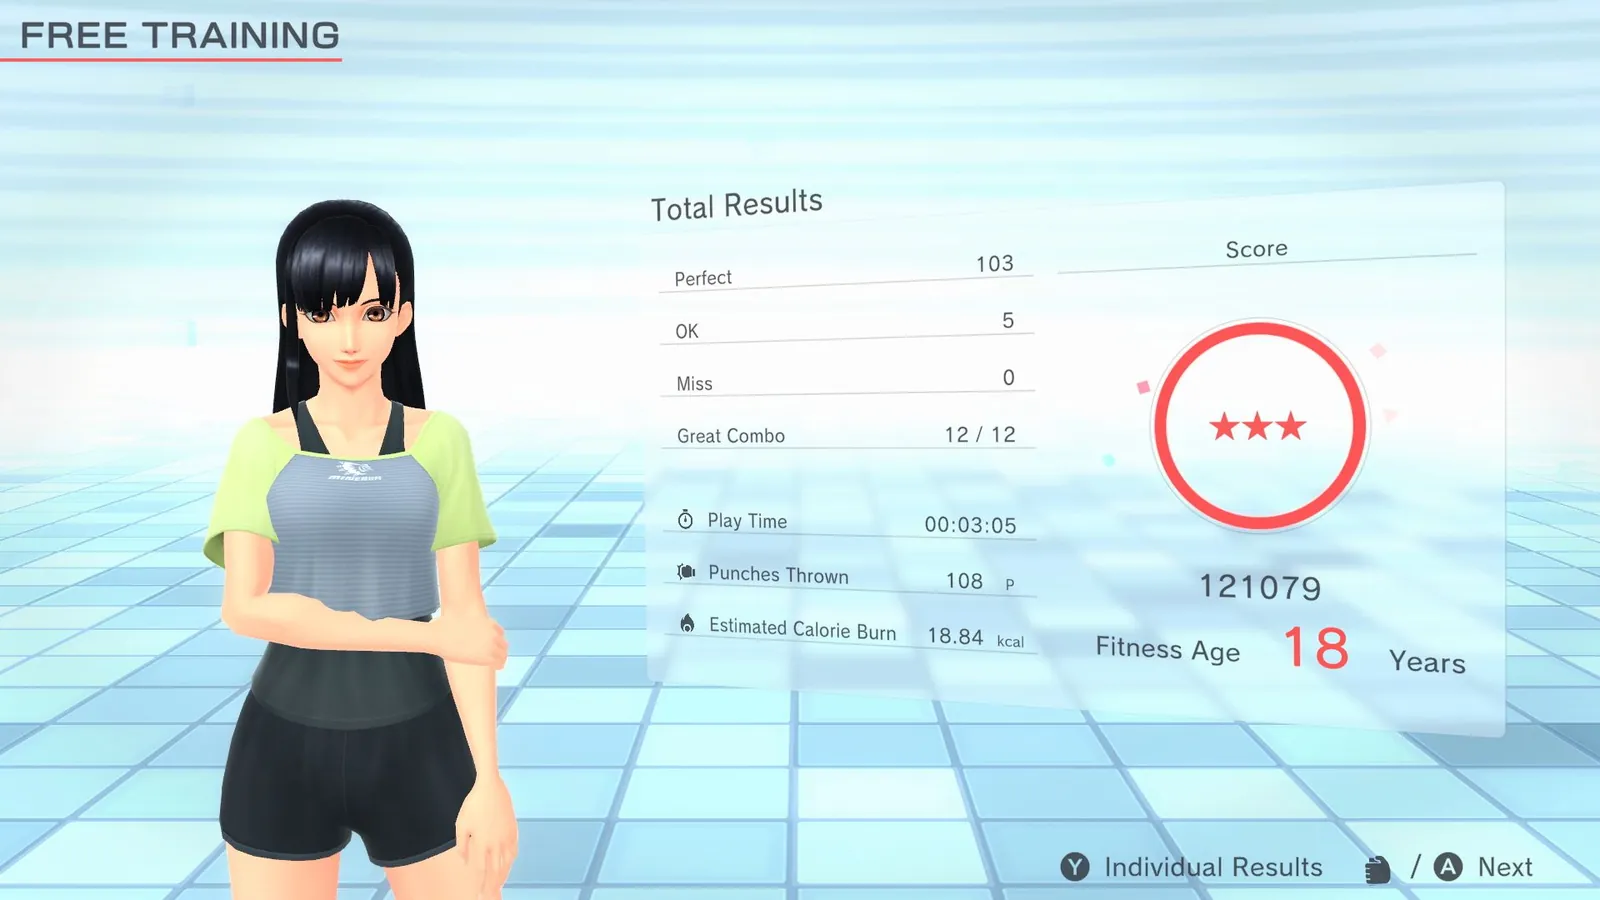 FREE TRAINING
Total Results
Perfect 103
OK 5
Miss 0
Great Combo 12 / 12
Play Time 00:03:05
Punches Thrown 108 P
Estimated Calorie Burn 18.84 kcal
Score
★★★
121079
Fitness Age 18 Years
Y Individual Results / A Next